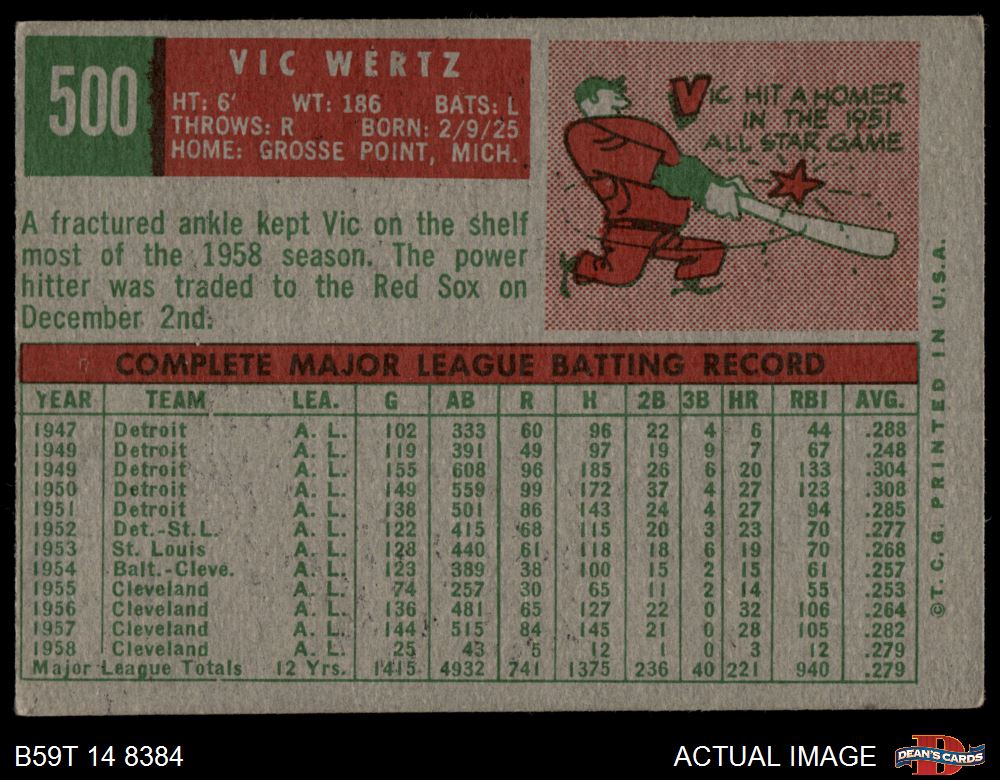 500
VIC WERTZ
HT: 6' WT: 186 BATS: L
THROWS: R BORN: 2/9/25
HOME: GROSSE POINT, MICH.
VIC HIT A HOMER
IN THE 1951
ALL STAR GAME
A fractured ankle kept Vic on the shelf
most of the 1958 season. The power
hitter was traded to the Red Sox on
December 2nd.
COMPLETE MAJOR LEAGUE BATTING RECORD
YEAR TEAM LEA. G AB R H 2B 3B HR RBI AVG.
1947 Detroit A. L. 102 333 60 96 22 4 6 44 .288
1949 Detroit A. L. 119 391 49 97 19 9 7 67 .248
1949 Detroit A. L. 155 608 96 185 26 6 20 133 .304
1950 Detroit A. L. 149 559 99 172 37 4 27 123 .308
1951 Detroit A. L. 138 501 86 143 24 4 27 94 .285
1952 Det.-St.L. A. L. 122 415 68 115 20 3 23 70 .277
1953 St. Louis A. L. 128 440 61 118 18 6 19 70 .268
1954 Balt.-Cleve. A. L. 123 389 38 100 15 2 15 61 .257
1955 Cleveland A. L. 74 257 30 65 11 2 14 55 .253
1956 Cleveland A. L. 136 481 65 127 22 0 32 106 .264
1957 Cleveland A. L. 144 515 84 145 21 0 28 105 .282
1958 Cleveland A. L. 25 43 5 12 1 0 3 12 .279
Major League Totals 12 Yrs. 1415 4932 741 1375 236 40 221 940 .279
©T. C. G. PRINTED IN U.S.A.
B59T 14 8384
ACTUAL IMAGE
D
DEAN'S CARDS